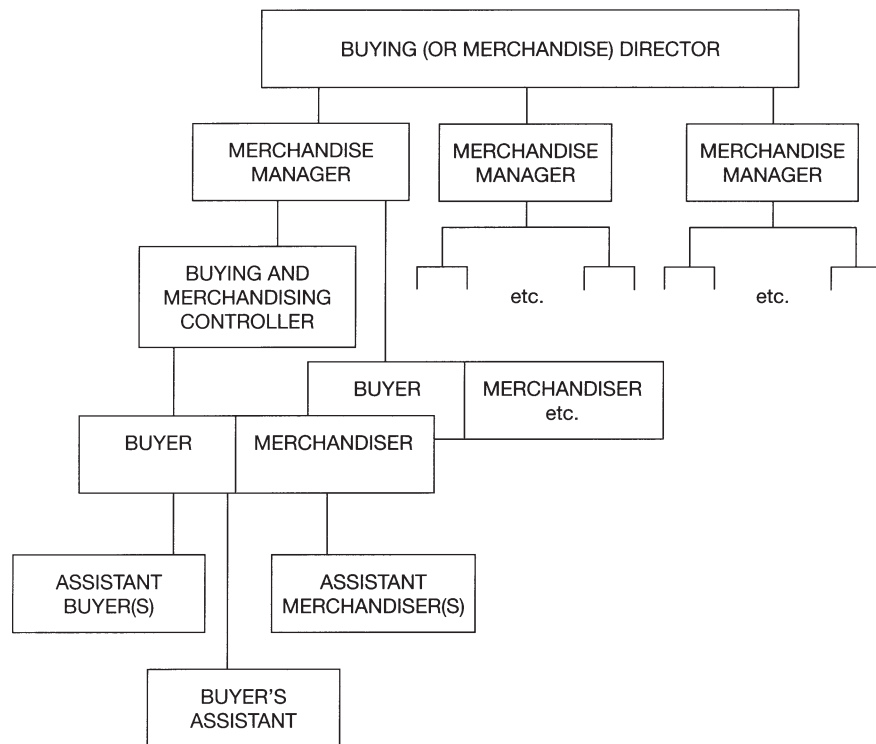 BUYING (OR MERCHANDISE) DIRECTOR
MERCHANDISE
MANAGER
MERCHANDISE
MANAGER
MERCHANDISE
MANAGER
BUYING AND
MERCHANDISING
CONTROLLER
etc.
etc.
BUYER
MERCHANDISER
etc.
BUYER
MERCHANDISER
ASSISTANT
BUYER(S)
ASSISTANT
MERCHANDISER(S)
BUYER’S
ASSISTANT